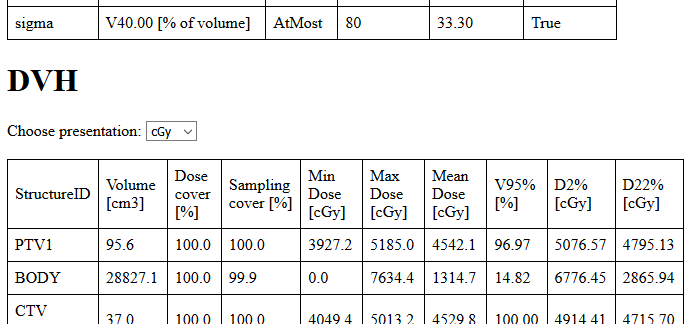 sigma V40.00 [% of volume] AtMost 80 33.30 True
DVH
Choose presentation: cGy
StructureID Volume [cm3] Dose cover [%] Sampling cover [%] Min Dose [cGy] Max Dose [cGy] Mean Dose [cGy] V95% [%] D2% [cGy] D22% [cGy]
PTV1 95.6 100.0 100.0 3927.2 5185.0 4542.1 96.97 5076.57 4795.13
BODY 28827.1 100.0 99.9 0.0 7634.4 1314.7 14.82 6776.45 2865.94
CTV 37.0 100.0 100.0 4049.4 5013.2 4529.8 100.00 4914.41 4715.70